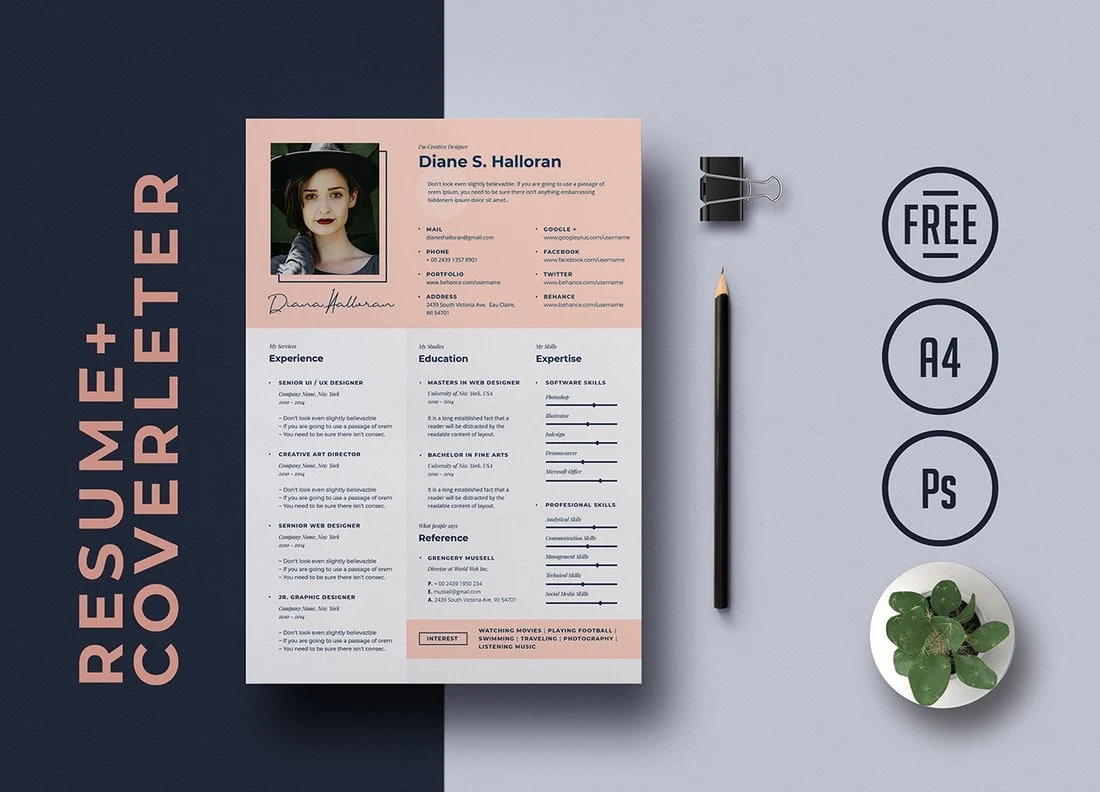 RESUME+
COVERLETTER
I'm Creative Designer
Diane S. Halloran
Don't look even slightly believazble. If you are going to use a passage of
orem Ipsum, you need to be sure there isn't anything embarrassing
hiddenem ipsum dolor sit amet..
MAIL
dianeshalloran@gmail.com
PHONE
+ 00 2439 1357 8901
PORTFOLIO
www.behance.com/username
ADDRESS
2439 South Victoria Ave, Eau Claire,
WI 54701
GOOGLE +
www.googleplus.com/username
FACEBOOK
www.facebook.com/username
TWITTER
www.behance.com/username
BEHANCE
www.behance.com/username
Diana Halloran
My Services
Experience
SENIOR UI / UX DESIGNER
Company Name, New York
2010 - 2014
~ Don't look even slightly believazble
~ If you are going to use a passage of orem
~ You need to be sure there isn't consec.
CREATIVE ART DIRECTOR
Company Name, New York
2010 - 2014
~ Don't look even slightly believazble
~ If you are going to use a passage of orem
~ You need to be sure there isn't consec.
SERNIOR WEB DESIGNER
Company Name, New York
2010 - 2014
~ Don't look even slightly believazble
~ If you are going to use a passage of orem
~ You need to be sure there isn't consec.
JR. GRAPHIC DESIGNER
Company Name, New York
2010 - 2014
~ Don't look even slightly believazble
~ If you are going to use a passage of orem
~ You need to be sure there isn't consec.
My Studies
Education
MASTERS IN WEB DESIGNER
University of New York, USA
2010 - 2014
It is a long established fact that a
reader will be distracted by the
readable content of layout.
BACHELOR IN FINE ARTS
University of New York, USA
2010 - 2014
It is a long established fact that a
reader will be distracted by the
readable content of layout.
What people says
Reference
GRENGERY MUSSELL
Director at World Web Inc.
P. + 00 2439 1950 234
E. mussell@gmail.com
A. 2439 South Victoria Ave, WI 54701
My Skills
Expertise
SOFTWARE SKILLS
Photoshop
Illustrator
Indesign
Dreamweaver
Microsoft Office
PROFESIONAL SKILLS
Analytical Skils
Communication Skills
Management Skills
Technical Skills
Social Media Skills
INTEREST
WATCHING MOVIES | PLAYING FOOTBALL |
SWIMMING | TRAVELING | PHOTOGRAPHY |
LISTENING MUSIC
FREE
A4
Ps